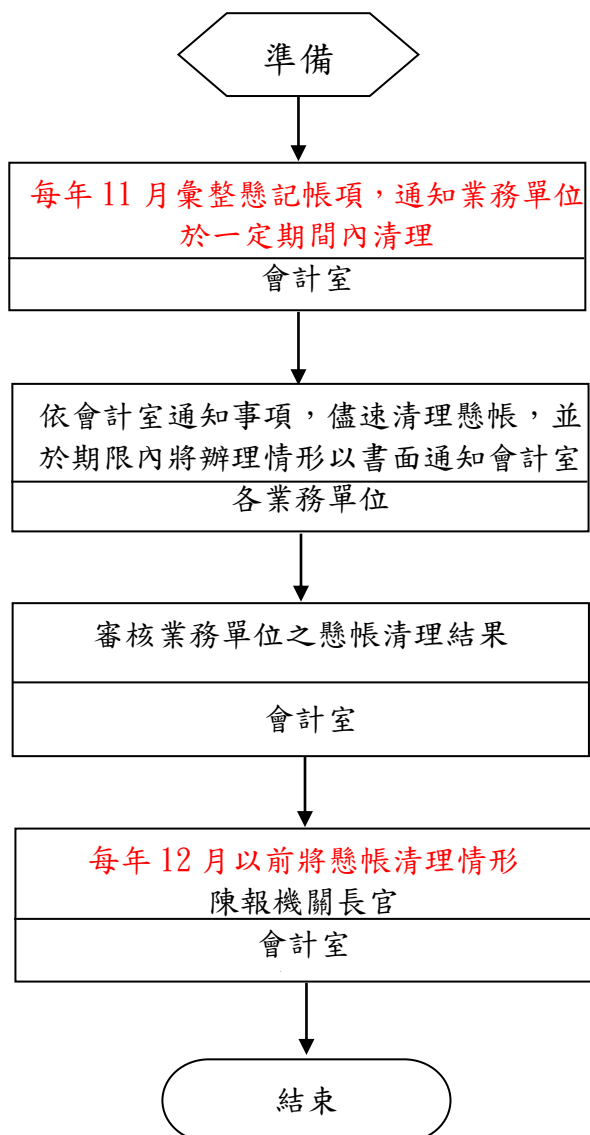 準備
每年 11 月彙整懸記帳項，通知業務單位
於一定期間內清理
會計室
依會計室通知事項，儘速清理懸帳，並
於期限內將辦理情形以書面通知會計室
各業務單位
審核業務單位之懸帳清理結果
會計室
每年 12 月以前將懸帳清理情形
陳報機關長官
會計室
結束